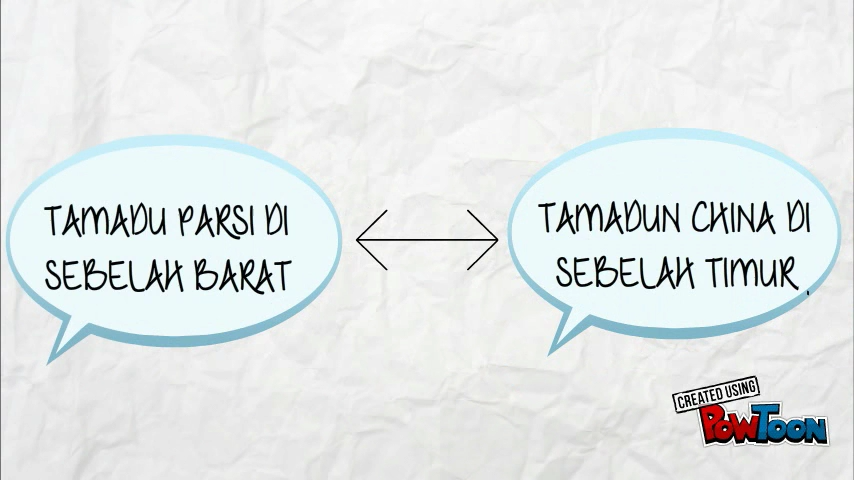 TAMADU PARSI DI
SEBELAH BARAT
TAMADUN CHINA DI
SEBELAH TIMUR
CREATED USING
POWTOON